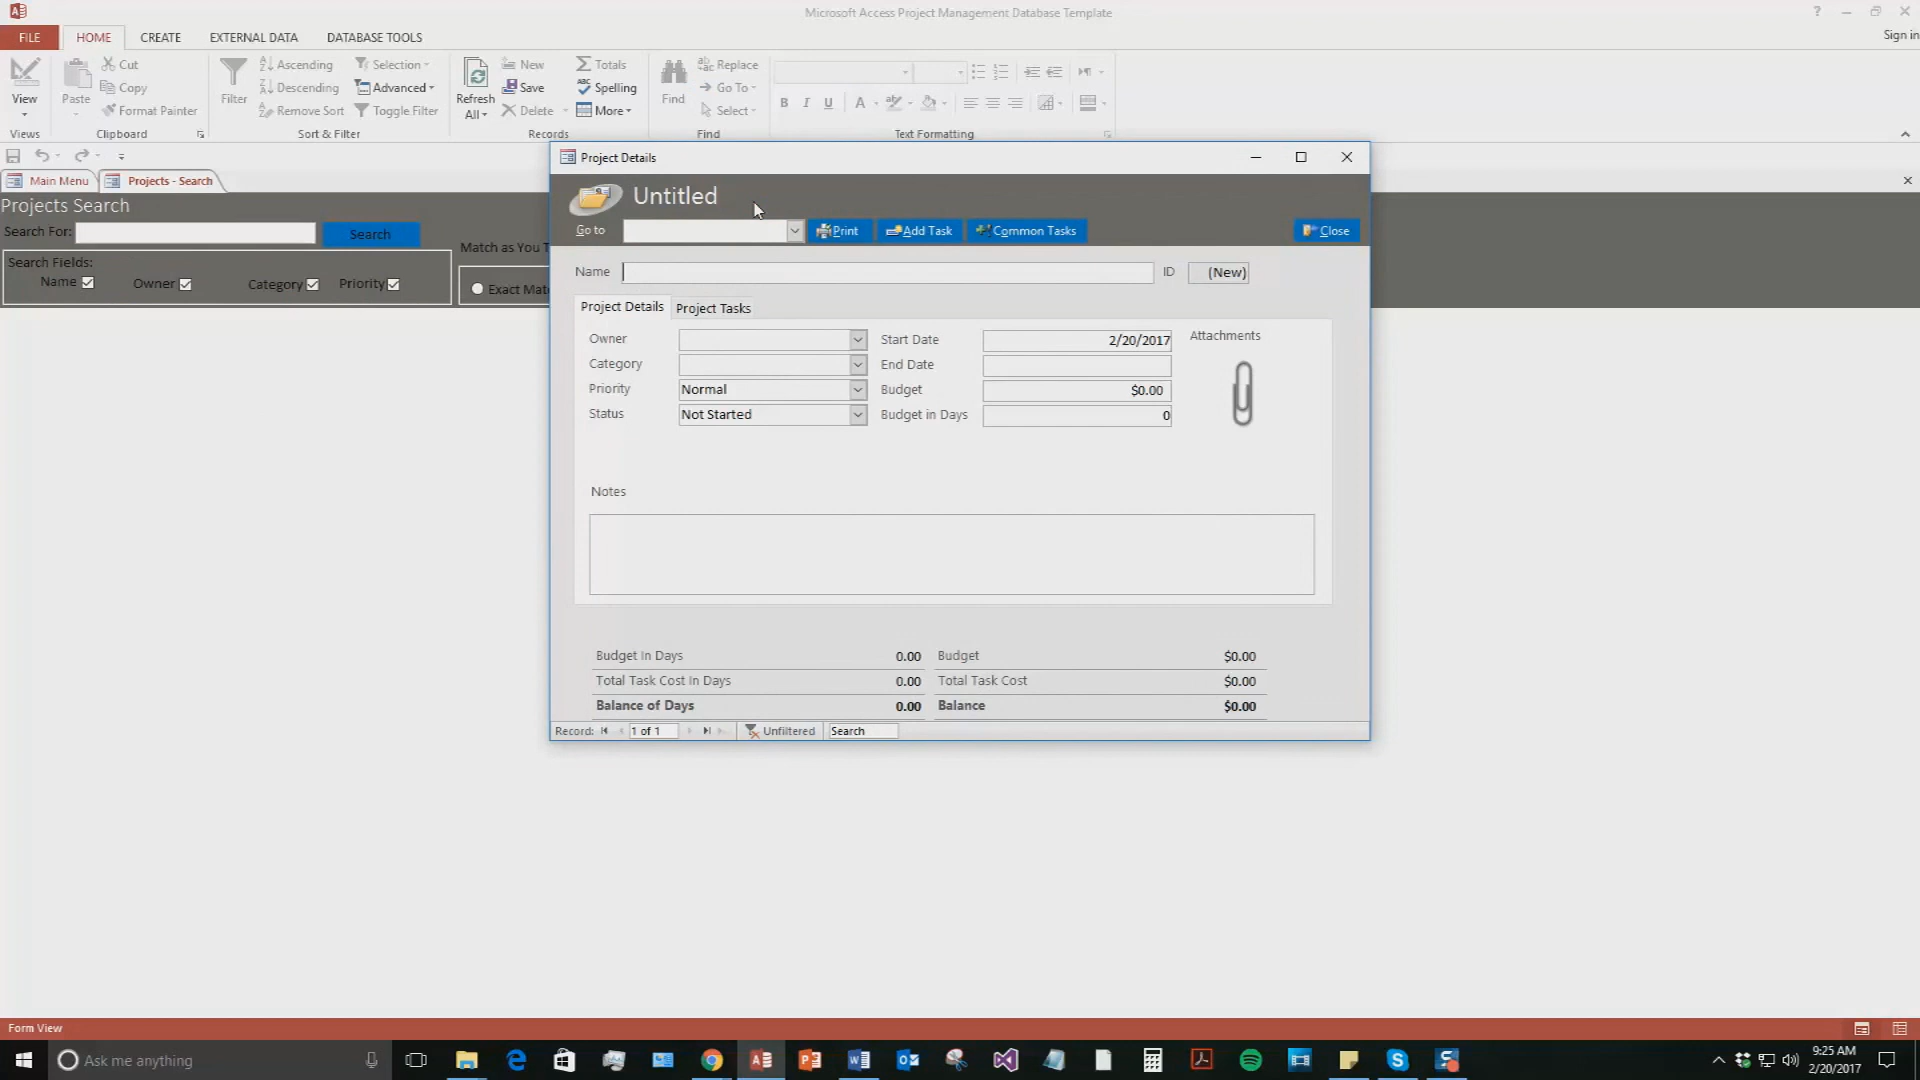 Microsoft Access Project Management Database Template
?
FILE HOME CREATE EXTERNAL DATA DATABASE TOOLS
Sign in
View
Views
Paste
Cut
Copy
Format Painter
Clipboard
Filter
Ascending
Descending
Remove Sort
Selection
Advanced
Toggle Filter
Sort & Filter
Refresh
All
New
Save
Delete
Totals
Spelling
More
Records
Find
Replace
Go To
Select
Find
B I U A
Text Formatting
Main Menu
Projects - Search
Projects Search
Search For:
Search
Search Fields:
Name
Owner
Category
Priority
Match as You T
Exact Mat
Project Details
Untitled
Go to
Print
Add Task
Common Tasks
Close
Name
ID
(New)
Project Details
Project Tasks
Owner
Category
Priority Normal
Status Not Started
Start Date 2/20/2017
End Date
Budget $0.00
Budget in Days 0
Attachments
Notes
Budget In Days 0.00 Budget $0.00
Total Task Cost In Days 0.00 Total Task Cost $0.00
Balance of Days 0.00 Balance $0.00
Record: 1 of 1 Unfiltered Search
Form View
Ask me anything
9:25 AM
2/20/2017